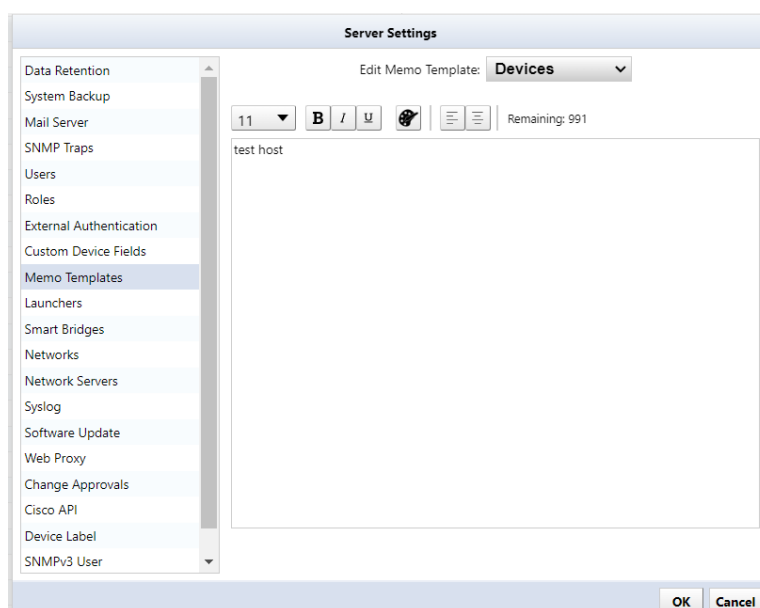 Server Settings
Data Retention
System Backup
Mail Server
SNMP Traps
Users
Roles
External Authentication
Custom Device Fields
Memo Templates
Launchers
Smart Bridges
Networks
Network Servers
Syslog
Software Update
Web Proxy
Change Approvals
Cisco API
Device Label
SNMPv3 User
Edit Memo Template: Devices
11 B I U Remaining: 991
test host
OK Cancel